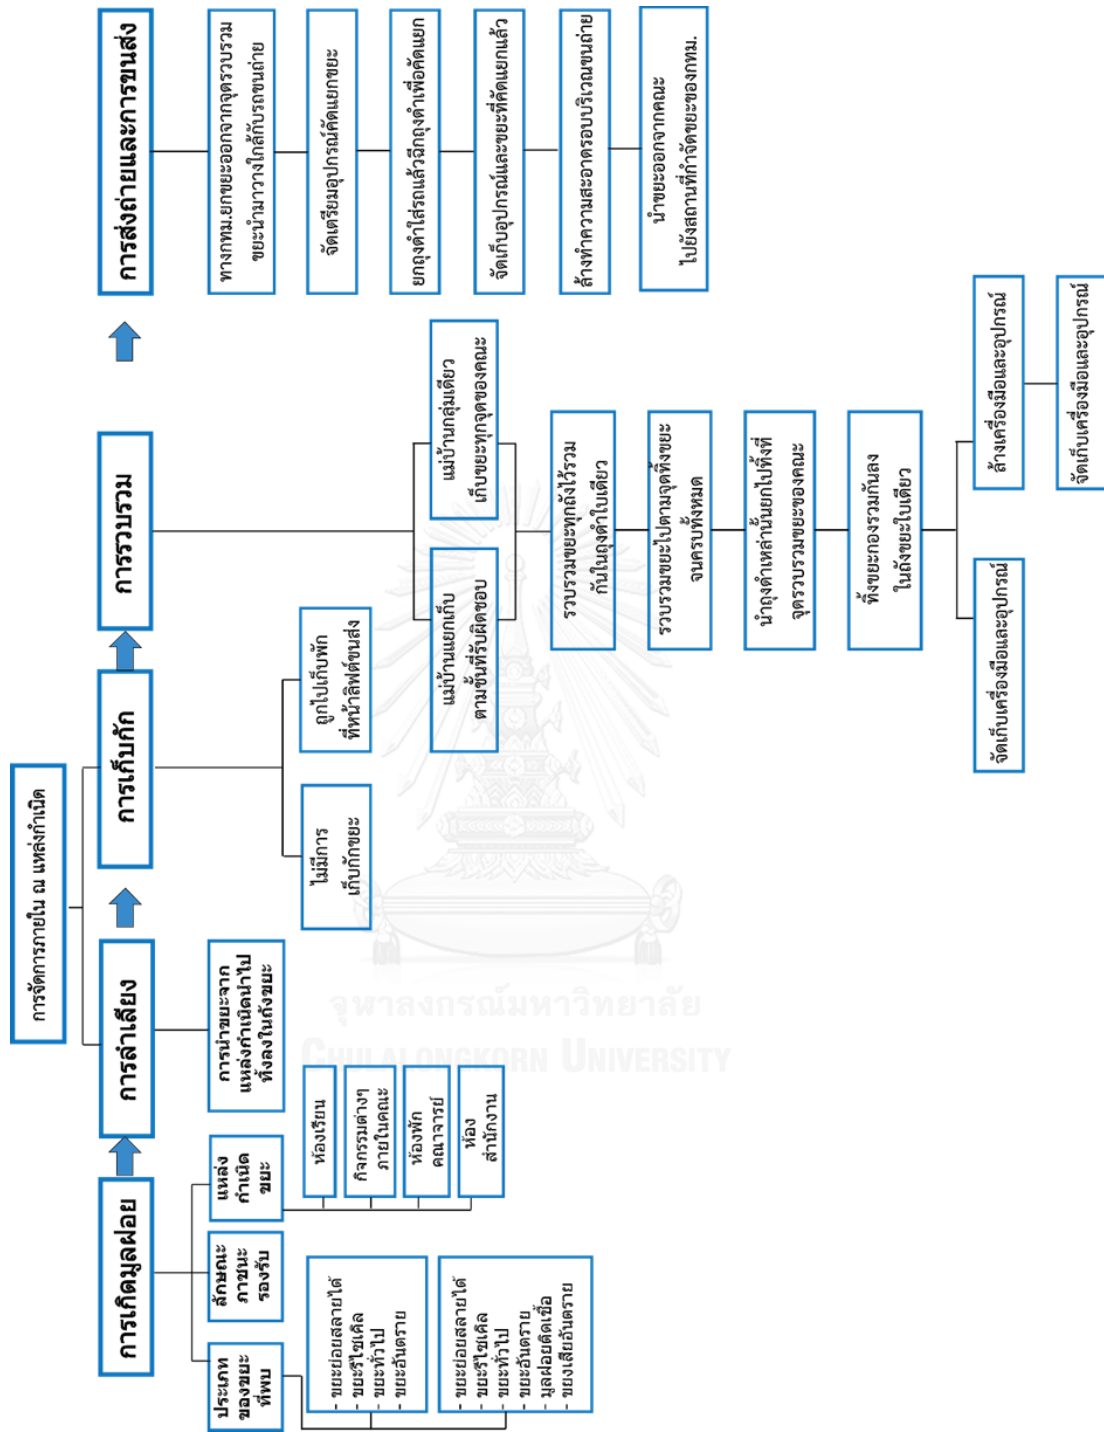 การจัดการภายใน ณ แหล่งกำเนิด
การเกิดมูลฝอย
การลำเลียง
การเก็บกัก
การรวบรวม
การส่งถ่ายและการขนส่ง
ประเภท
ของขยะ
ที่พบ
ลักษณะ
ภาชนะ
รองรับ
แหล่ง
กำเนิด
ขยะ
- ขยะย่อยสลายได้
- ขยะรีไซเคิล
- ขยะทั่วไป
- ขยะอันตราย
- ขยะย่อยสลายได้
- ขยะรีไซเคิล
- ขยะทั่วไป
- ขยะอันตราย
- มูลฝอยติดเชื้อ
- ขยงเสียอันตราย
ห้องเรียน
กิจกรรมต่างๆ
ภายในคณะ
ห้องพัก
คณาจารย์
ห้อง
สำนักงาน
การนำขยะจาก
แหล่งกำเนิดนำไป
ทิ้งลงในถังขยะ
ไม่มีการ
เก็บกักขยะ
ถูกไปเก็บพัก
ที่หน้าลิฟต์ขนส่ง
แม่บ้านแยกเก็บ
ตามชั้นที่รับผิดชอบ
แม่บ้านกลุ่มเดียว
เก็บขยะทุกจุดของคณะ
รวบรวมขยะทุกถังไว้รวม
กันในถุงดำใบเดียว
รวบรวมขยะไปตามจุดทิ้งขยะ
จนครบทั้งหมด
นำถุงดำเหล่านั้นยกไปทิ้งที่
จุดรวบรวมขยะของคณะ
ทิ้งขยะกองรวมกันลง
ในถังขยะใบเดียว
จัดเก็บเครื่องมือและอุปกรณ์
ล้างเครื่องมือและอุปกรณ์
จัดเก็บเครื่องมือและอุปกรณ์
ทางกทม.ยกขยะออกจากจุดรวบรวม
ขยะนำมาวางใกล้กับรถขนถ่าย
จัดเตรียมอุปกรณ์คัดแยกขยะ
ยกถุงดำใส่รถแล้วฉีกถุงดำเพื่อคัดแยก
จัดเก็บอุปกรณ์และขยะที่คัดแยกแล้ว
ล้างทำความสะอาดรอบบริเวณขนถ่าย
นำขยะออกจากคณะ
ไปยังสถานที่กำจัดขยะของกทม.
จุฬาลงกรณ์มหาวิทยาลัย
CHULALONGKORN UNIVERSITY